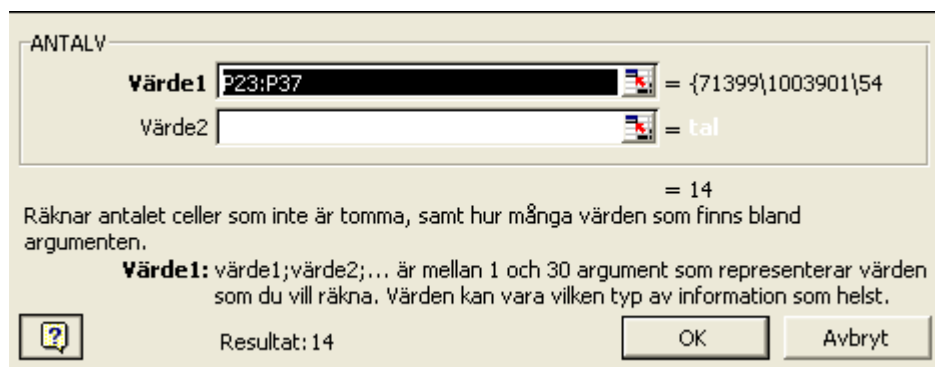 ANTALV
Värde1 P23:P37 = {71399\1003901\54
Värde2 = tal
= 14
Räknar antalet celler som inte är tomma, samt hur många värden som finns bland
argumenten.
Värde1: värde1;värde2;... är mellan 1 och 30 argument som representerar värden
som du vill räkna. Värden kan vara vilken typ av information som helst.
Resultat: 14 OK Avbryt